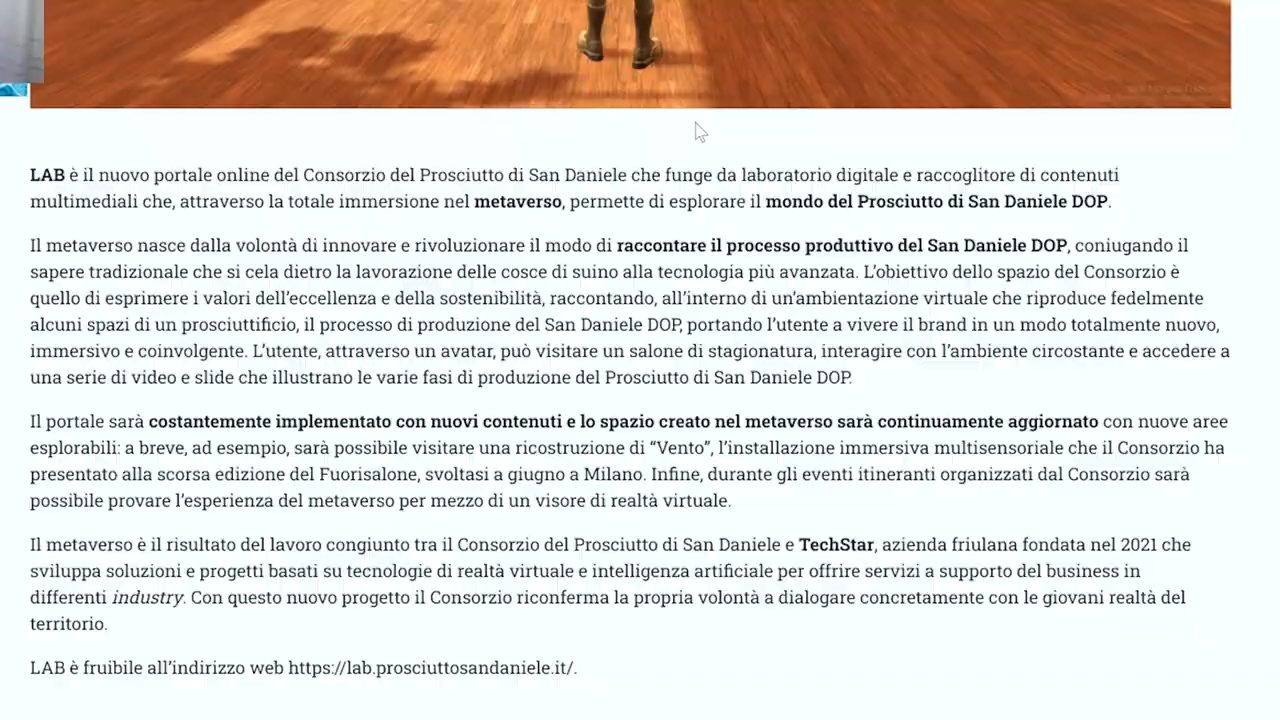 LAB è il nuovo portale online del Consorzio del Prosciutto di San Daniele che funge da laboratorio digitale e raccoglitore di contenuti
multimediali che, attraverso la totale immersione nel metaverso, permette di esplorare il mondo del Prosciutto di San Daniele DOP.
Il metaverso nasce dalla volontà di innovare e rivoluzionare il modo di raccontare il processo produttivo del San Daniele DOP, coniugando il
sapere tradizionale che si cela dietro la lavorazione delle cosce di suino alla tecnologia più avanzata. L’obiettivo dello spazio del Consorzio è
quello di esprimere i valori dell’eccellenza e della sostenibilità, raccontando, all’interno di un’ambientazione virtuale che riproduce fedelmente
alcuni spazi di un prosciuttificio, il processo di produzione del San Daniele DOP, portando l’utente a vivere il brand in un modo totalmente nuovo,
immersivo e coinvolgente. L’utente, attraverso un avatar, può visitare un salone di stagionatura, interagire con l’ambiente circostante e accedere a
una serie di video e slide che illustrano le varie fasi di produzione del Prosciutto di San Daniele DOP.
Il portale sarà costantemente implementato con nuovi contenuti e lo spazio creato nel metaverso sarà continuamente aggiornato con nuove aree
esplorabili: a breve, ad esempio, sarà possibile visitare una ricostruzione di “Vento”, l’installazione immersiva multisensoriale che il Consorzio ha
presentato alla scorsa edizione del Fuorisalone, svoltasi a giugno a Milano. Infine, durante gli eventi itineranti organizzati dal Consorzio sarà
possibile provare l’esperienza del metaverso per mezzo di un visore di realtà virtuale.
Il metaverso è il risultato del lavoro congiunto tra il Consorzio del Prosciutto di San Daniele e TechStar, azienda friulana fondata nel 2021 che
sviluppa soluzioni e progetti basati su tecnologie di realtà virtuale e intelligenza artificiale per offrire servizi a supporto del business in
differenti industry. Con questo nuovo progetto il Consorzio riconferma la propria volontà a dialogare concretamente con le giovani realtà del
territorio.
LAB è fruibile all’indirizzo web https://lab.prosciuttosandaniele.it/.